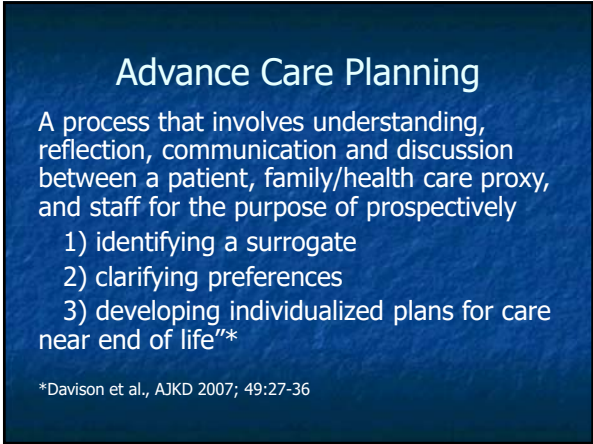 Advance Care Planning
A process that involves understanding,
reflection, communication and discussion
between a patient, family/health care proxy,
and staff for the purpose of prospectively
1) identifying a surrogate
2) clarifying preferences
3) developing individualized plans for care
near end of life”*
*Davison et al., AJKD 2007; 49:27-36